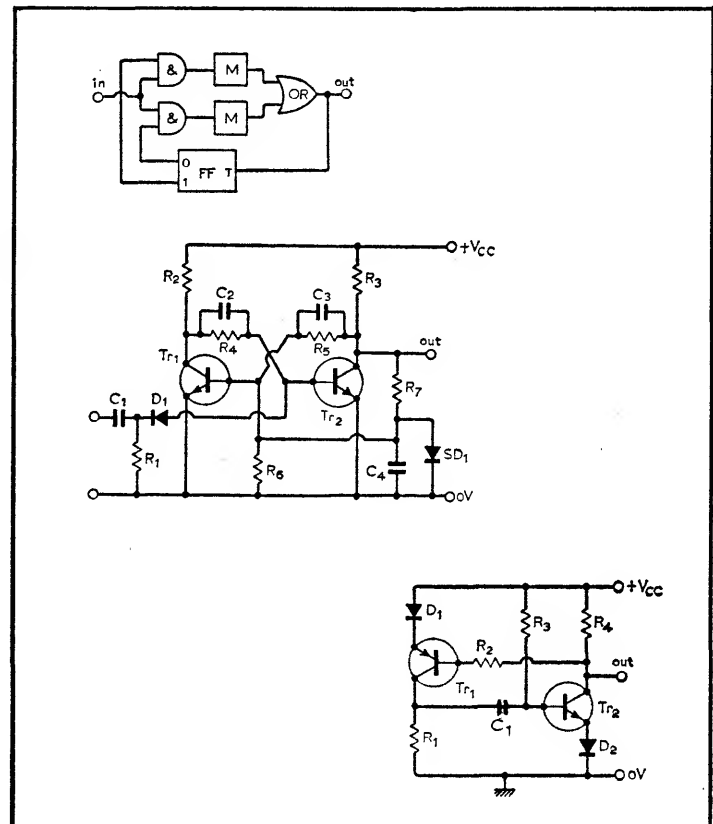 in
&
M
OR
out
&
M
0
FF T
1
+VCC
R2
R3
C2
C3
R4
R5
out
Tr1
Tr2
R7
C1
D1
R1
R6
C4
SD1
0V
+VCC
D1
R3
R4
R2
out
Tr1
C1
Tr2
R1
D2
0V